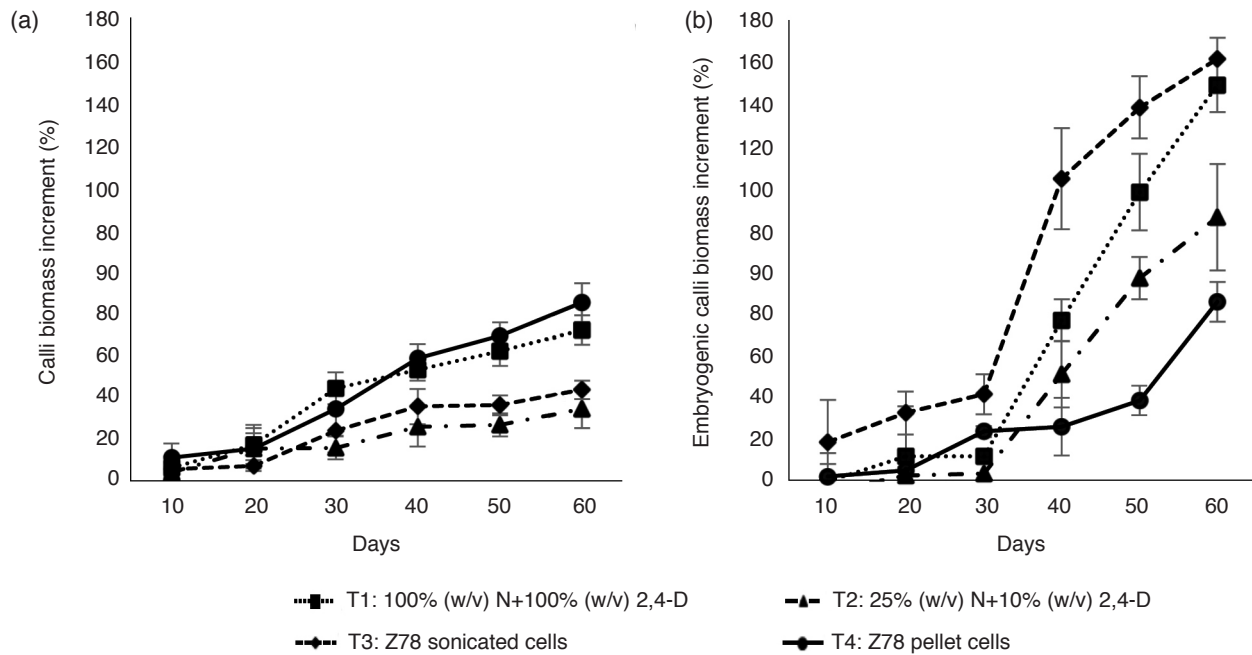 (a)
Calli biomass increment (%)
180
160
140
120
100
80
90
80
60
40
20
0
10 20 30 40 50 60
Days
(b)
Embryogenic calli biomass increment (%)
180
160
140
120
100
80
90
80
60
40
20
0
10 20 30 40 50 60
Days
T1: 100% (w/v) N+100% (w/v) 2,4-D
T2: 25% (w/v) N+10% (w/v) 2,4-D
T3: Z78 sonicated cells
T4: Z78 pellet cells